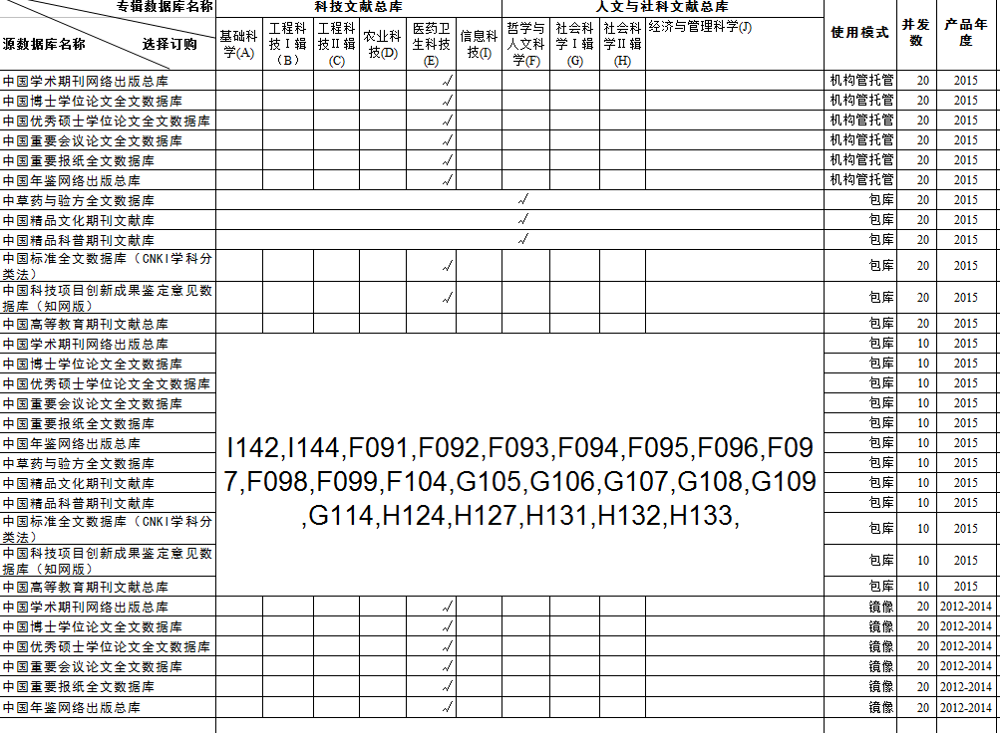 专辑数据库名称 科技文献总库 人文与社科文献总库 使用模式 并发数 产品年度
源数据库名称 选择订购 基础科学(A) 工程科技Ⅰ辑(B) 工程科技Ⅱ辑(C) 农业科技(D) 医药卫生科技(E) 信息科技(I) 哲学与人文科学(F) 社会科学Ⅰ辑(G) 社会科学Ⅱ辑(H) 经济与管理科学(J)
中国学术期刊网络出版总库 √ 机构管托管 20 2015
中国博士学位论文全文数据库 √ 机构管托管 20 2015
中国优秀硕士学位论文全文数据库 √ 机构管托管 20 2015
中国重要会议论文全文数据库 √ 机构管托管 20 2015
中国重要报纸全文数据库 √ 机构管托管 20 2015
中国年鉴网络出版总库 √ 机构管托管 20 2015
中草药与验方全文数据库 √ 包库 20 2015
中国精品文化期刊文献库 √ 包库 20 2015
中国精品科普期刊文献库 √ 包库 20 2015
中国标准全文数据库（CNKI学科分类法） √ 包库 20 2015
中国科技项目创新成果鉴定意见数据库（知网版） √ 包库 20 2015
中国高等教育期刊文献总库 包库 20 2015
中国学术期刊网络出版总库 包库 10 2015
中国博士学位论文全文数据库 包库 10 2015
中国优秀硕士学位论文全文数据库 包库 10 2015
中国重要会议论文全文数据库 包库 10 2015
中国重要报纸全文数据库 包库 10 2015
中国年鉴网络出版总库 包库 10 2015
中草药与验方全文数据库 包库 10 2015
中国精品文化期刊文献库 包库 10 2015
中国精品科普期刊文献库 包库 10 2015
中国标准全文数据库（CNKI学科分类法） 包库 10 2015
中国科技项目创新成果鉴定意见数据库（知网版） 包库 10 2015
中国高等教育期刊文献总库 包库 10 2015
I142,I144,F091,F092,F093,F094,F095,F096,F09
7,F098,F099,F104,G105,G106,G107,G108,G109
,G114,H124,H127,H131,H132,H133,
中国学术期刊网络出版总库 √ 镜像 20 2012-2014
中国博士学位论文全文数据库 √ 镜像 20 2012-2014
中国优秀硕士学位论文全文数据库 √ 镜像 20 2012-2014
中国重要会议论文全文数据库 √ 镜像 20 2012-2014
中国重要报纸全文数据库 √ 镜像 20 2012-2014
中国年鉴网络出版总库 √ 镜像 20 2012-2014